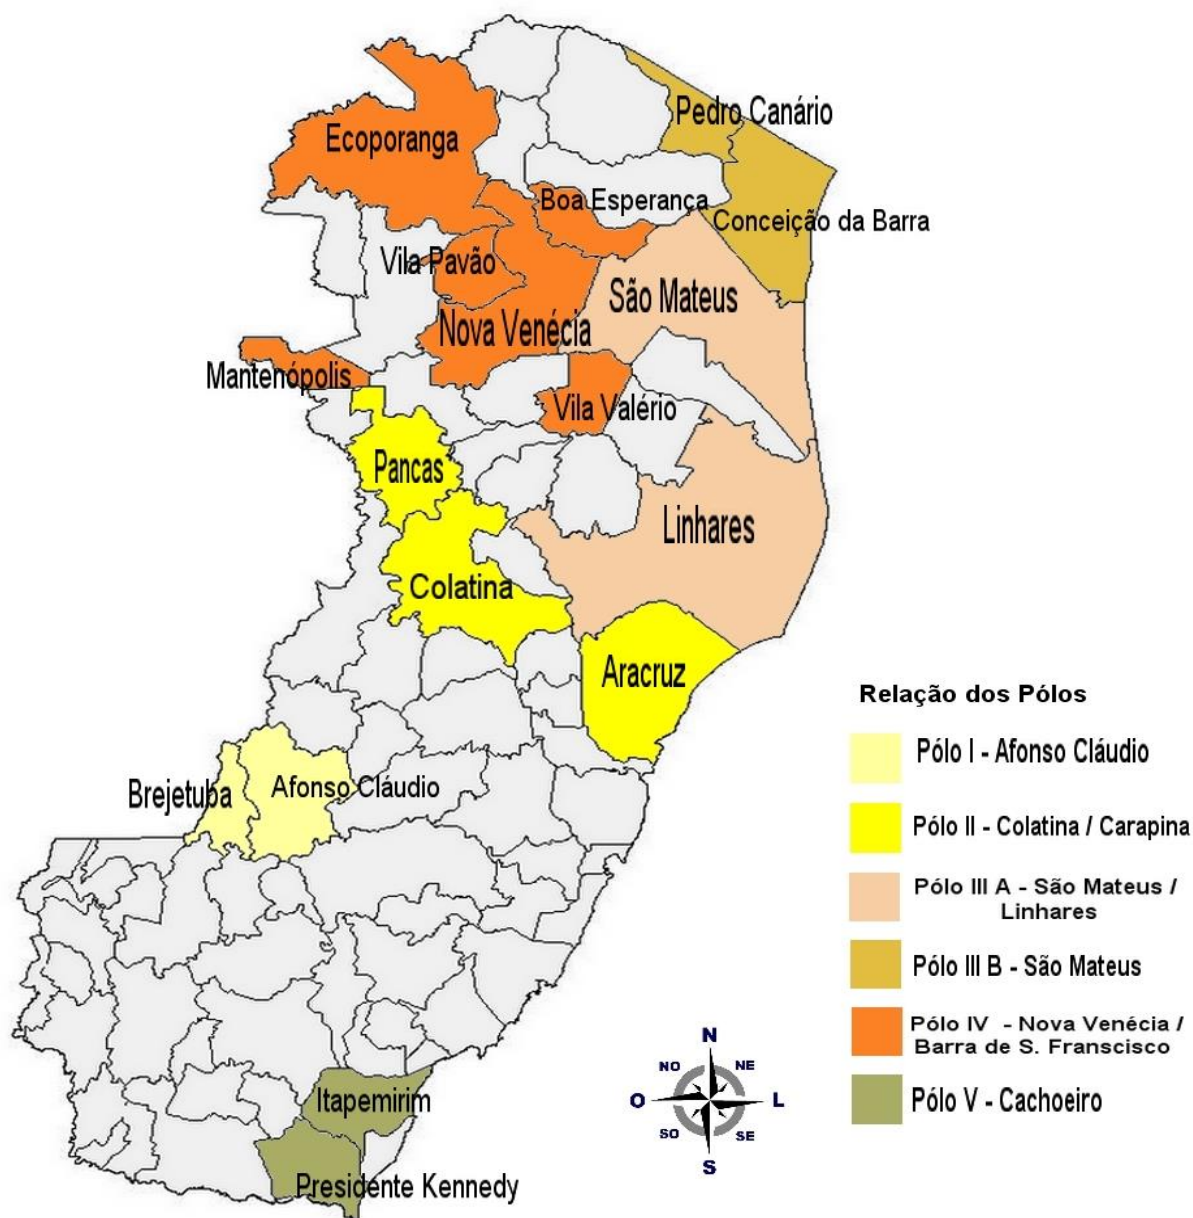 Ecoporanga
Pedro Canário
Boa Esperança
Conceição da Barra
Vila Pavão
São Mateus
Nova Venécia
Mantenópolis
Vila Valério
Pancas
Linhares
Colatina
Aracruz
Brejetuba
Afonso Cláudio
Itapemirim
Presidente Kennedy
Relação dos Pólos
Pólo I - Afonso Cláudio
Pólo II - Colatina / Carapina
Pólo III A - São Mateus /
Linhares
Pólo III B - São Mateus
Pólo IV - Nova Venécia /
Barra de S. Franscisco
Pólo V - Cachoeiro
N
NO
NE
O
L
SO
SE
S